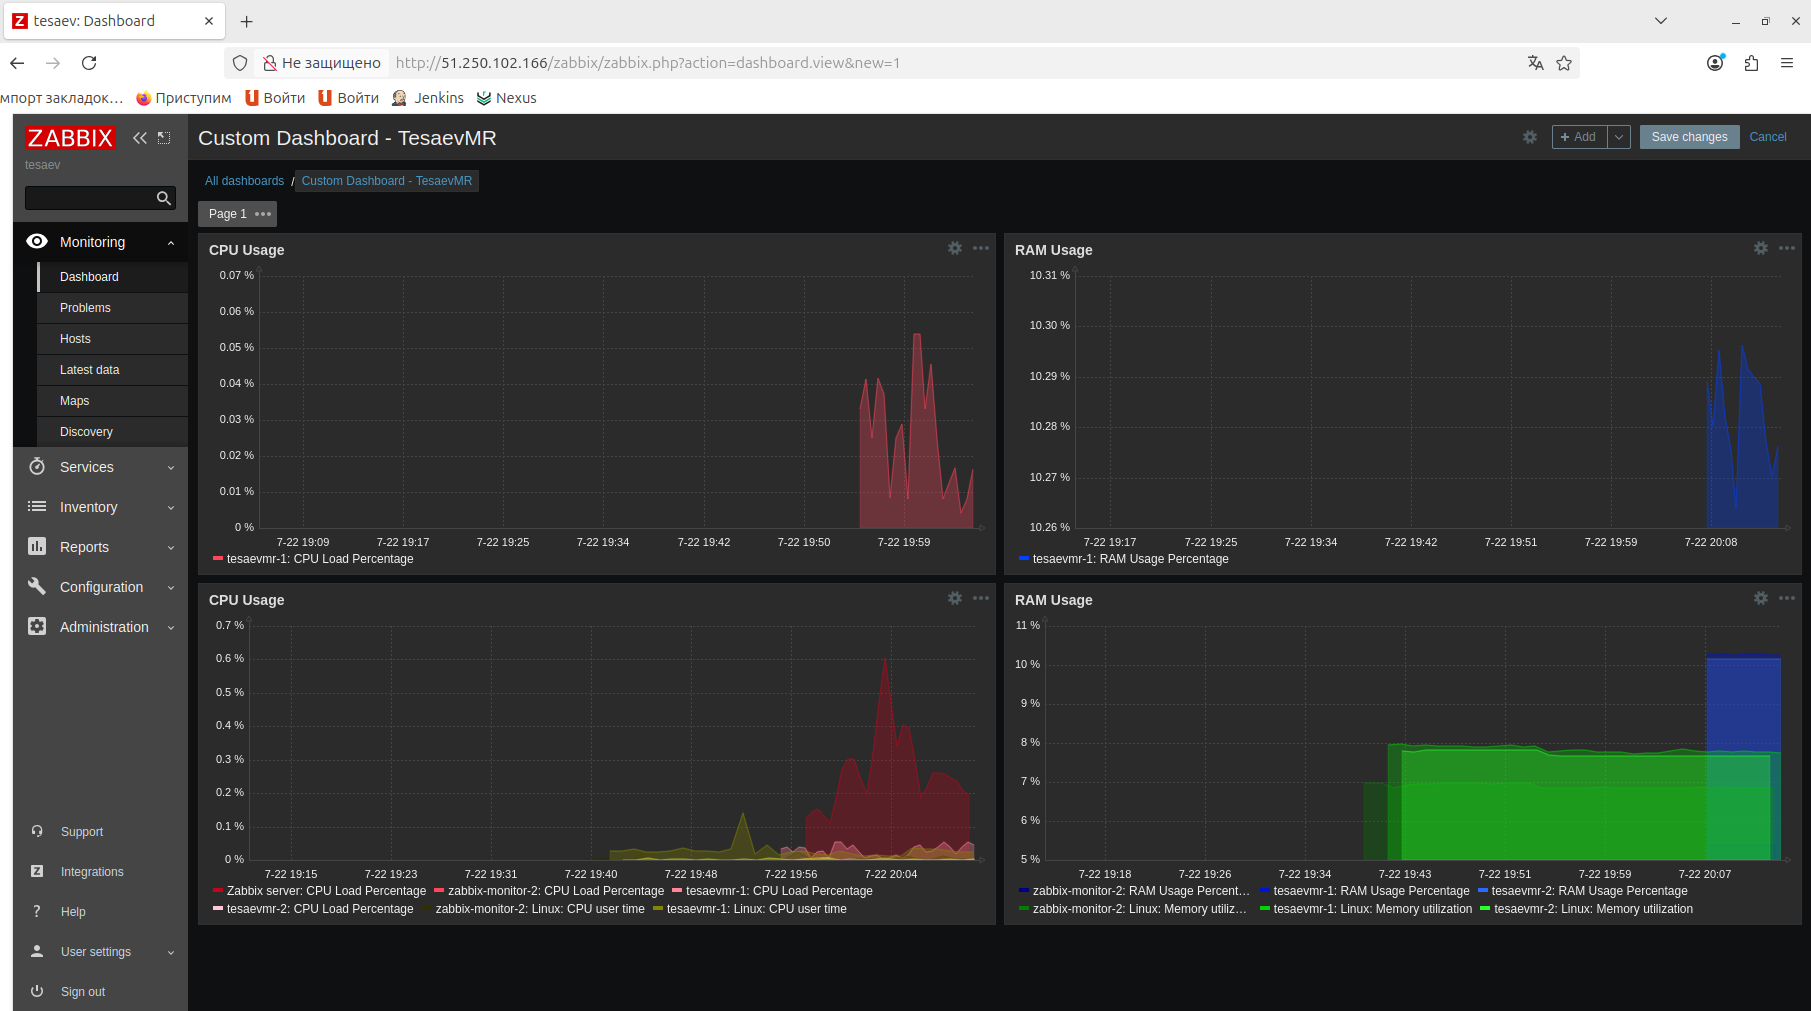 tesaev: Dashboard
Не защищено http://51.250.102.166/zabbix/zabbix.php?action=dashboard.view&new=1
мпорт закладок… Приступим Войти Войти Jenkins Nexus
ZABBIX
tesaev
Monitoring
Dashboard
Problems
Hosts
Latest data
Maps
Discovery
Services
Inventory
Reports
Configuration
Administration
Support
Integrations
Help
User settings
Sign out
Custom Dashboard - TesaevMR
+ Add Save changes Cancel
All dashboards / Custom Dashboard - TesaevMR
Page 1
CPU Usage
0.07 %
0.06 %
0.05 %
0.04 %
0.03 %
0.02 %
0.01 %
0 %
7-22 19:09 7-22 19:17 7-22 19:25 7-22 19:34 7-22 19:42 7-22 19:50 7-22 19:59
tesaevmr-1: CPU Load Percentage
RAM Usage
10.31 %
10.30 %
10.29 %
10.28 %
10.27 %
10.26 %
7-22 19:17 7-22 19:25 7-22 19:34 7-22 19:42 7-22 19:51 7-22 19:59 7-22 20:08
tesaevmr-1: RAM Usage Percentage
CPU Usage
0.7 %
0.6 %
0.5 %
0.4 %
0.3 %
0.2 %
0.1 %
0 %
7-22 19:15 7-22 19:23 7-22 19:31 7-22 19:40 7-22 19:48 7-22 19:56 7-22 20:04
Zabbix server: CPU Load Percentage zabbix-monitor-2: CPU Load Percentage tesaevmr-1: CPU Load Percentage
tesaevmr-2: CPU Load Percentage zabbix-monitor-2: Linux: CPU user time tesaevmr-1: Linux: CPU user time
RAM Usage
11 %
10 %
9 %
8 %
7 %
6 %
5 %
7-22 19:18 7-22 19:26 7-22 19:34 7-22 19:43 7-22 19:51 7-22 19:59 7-22 20:07
zabbix-monitor-2: RAM Usage Percent… tesaevmr-1: RAM Usage Percentage tesaevmr-2: RAM Usage Percentage
zabbix-monitor-2: Linux: Memory utiliz… tesaevmr-1: Linux: Memory utilization tesaevmr-2: Linux: Memory utilization